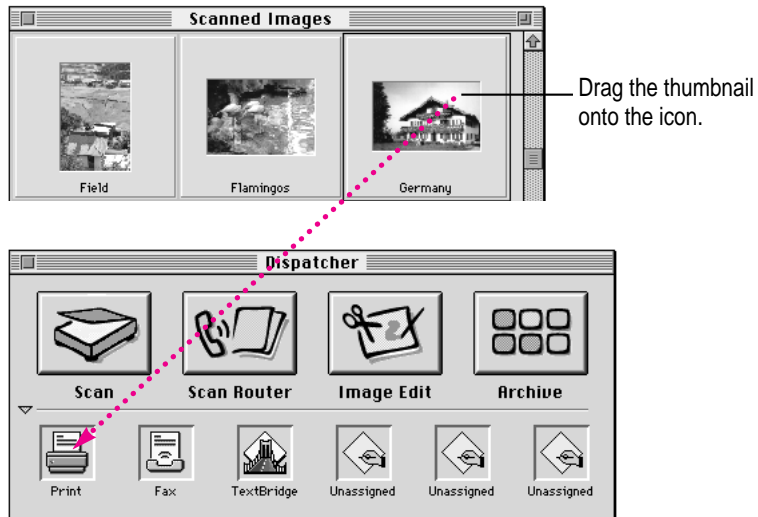 Scanned Images
Drag the thumbnail
onto the icon.
Field
Flamingos
Germany
Dispatcher
Scan
Scan Router
Image Edit
Archive
Print
Fax
TextBridge
Unassigned
Unassigned
Unassigned